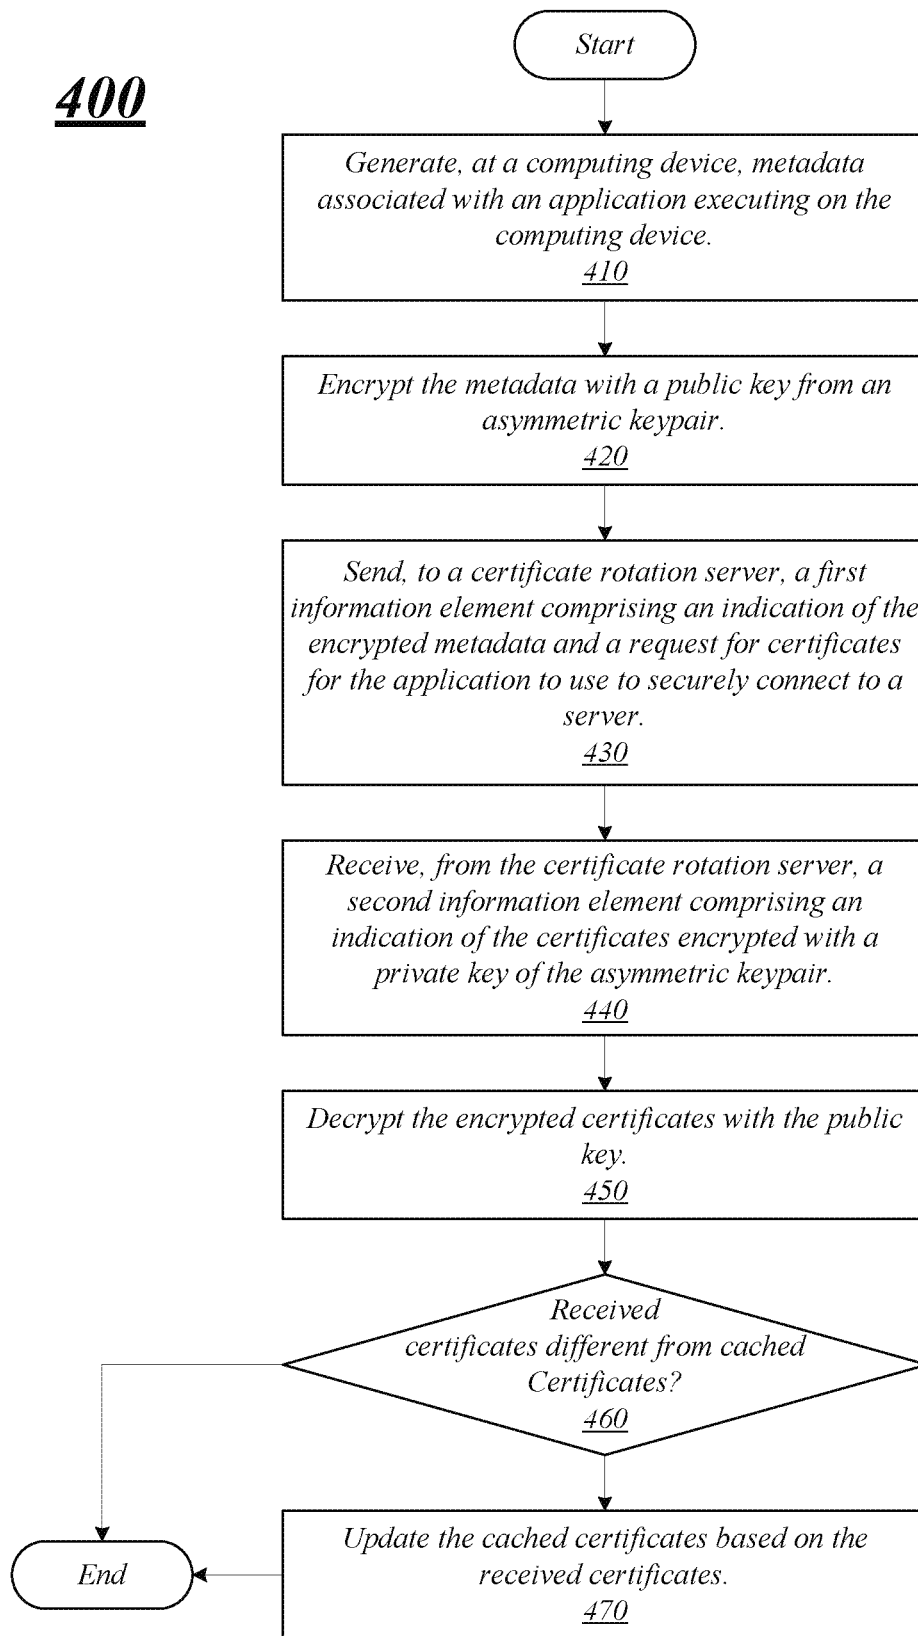 Start
400
Generate, at a computing device, metadata
associated with an application executing on the
computing device.
410
Encrypt the metadata with a public key from an
asymmetric keypair.
420
Send, to a certificate rotation server, a first
information element comprising an indication of the
encrypted metadata and a request for certificates
for the application to use to securely connect to a
server.
430
Receive, from the certificate rotation server, a
second information element comprising an
indication of the certificates encrypted with a
private key of the asymmetric keypair.
440
Decrypt the encrypted certificates with the public
key.
450
Received
certificates different from cached
Certificates?
460
Update the cached certificates based on the
received certificates.
470
End